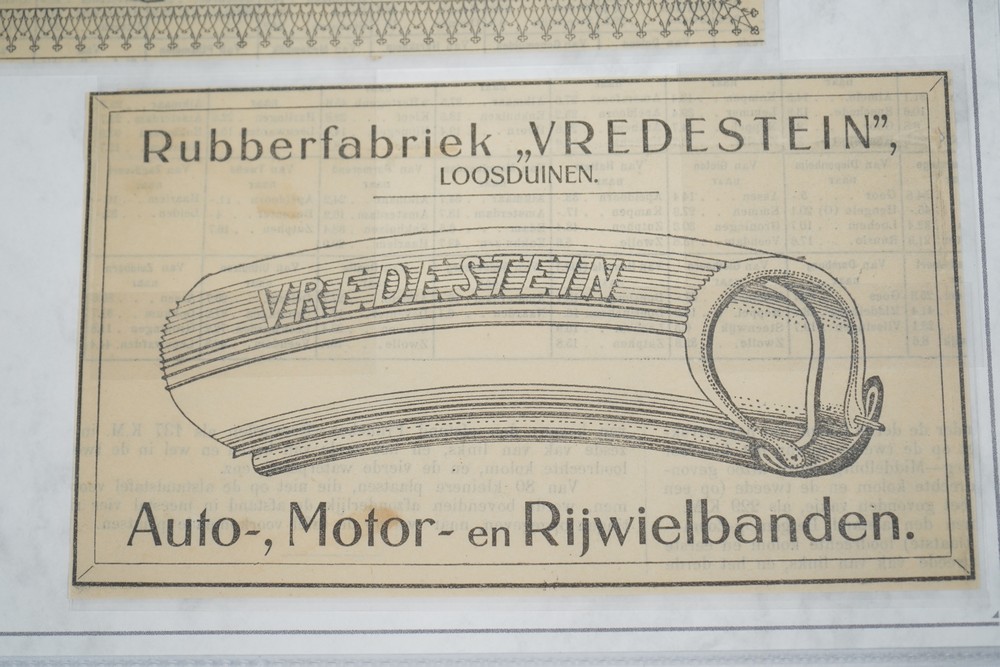 Rubberfabriek „VREDESTEIN”,
LOOSDUINEN.
VREDESTEIN
Auto-, Motor- en Rijwielbanden.